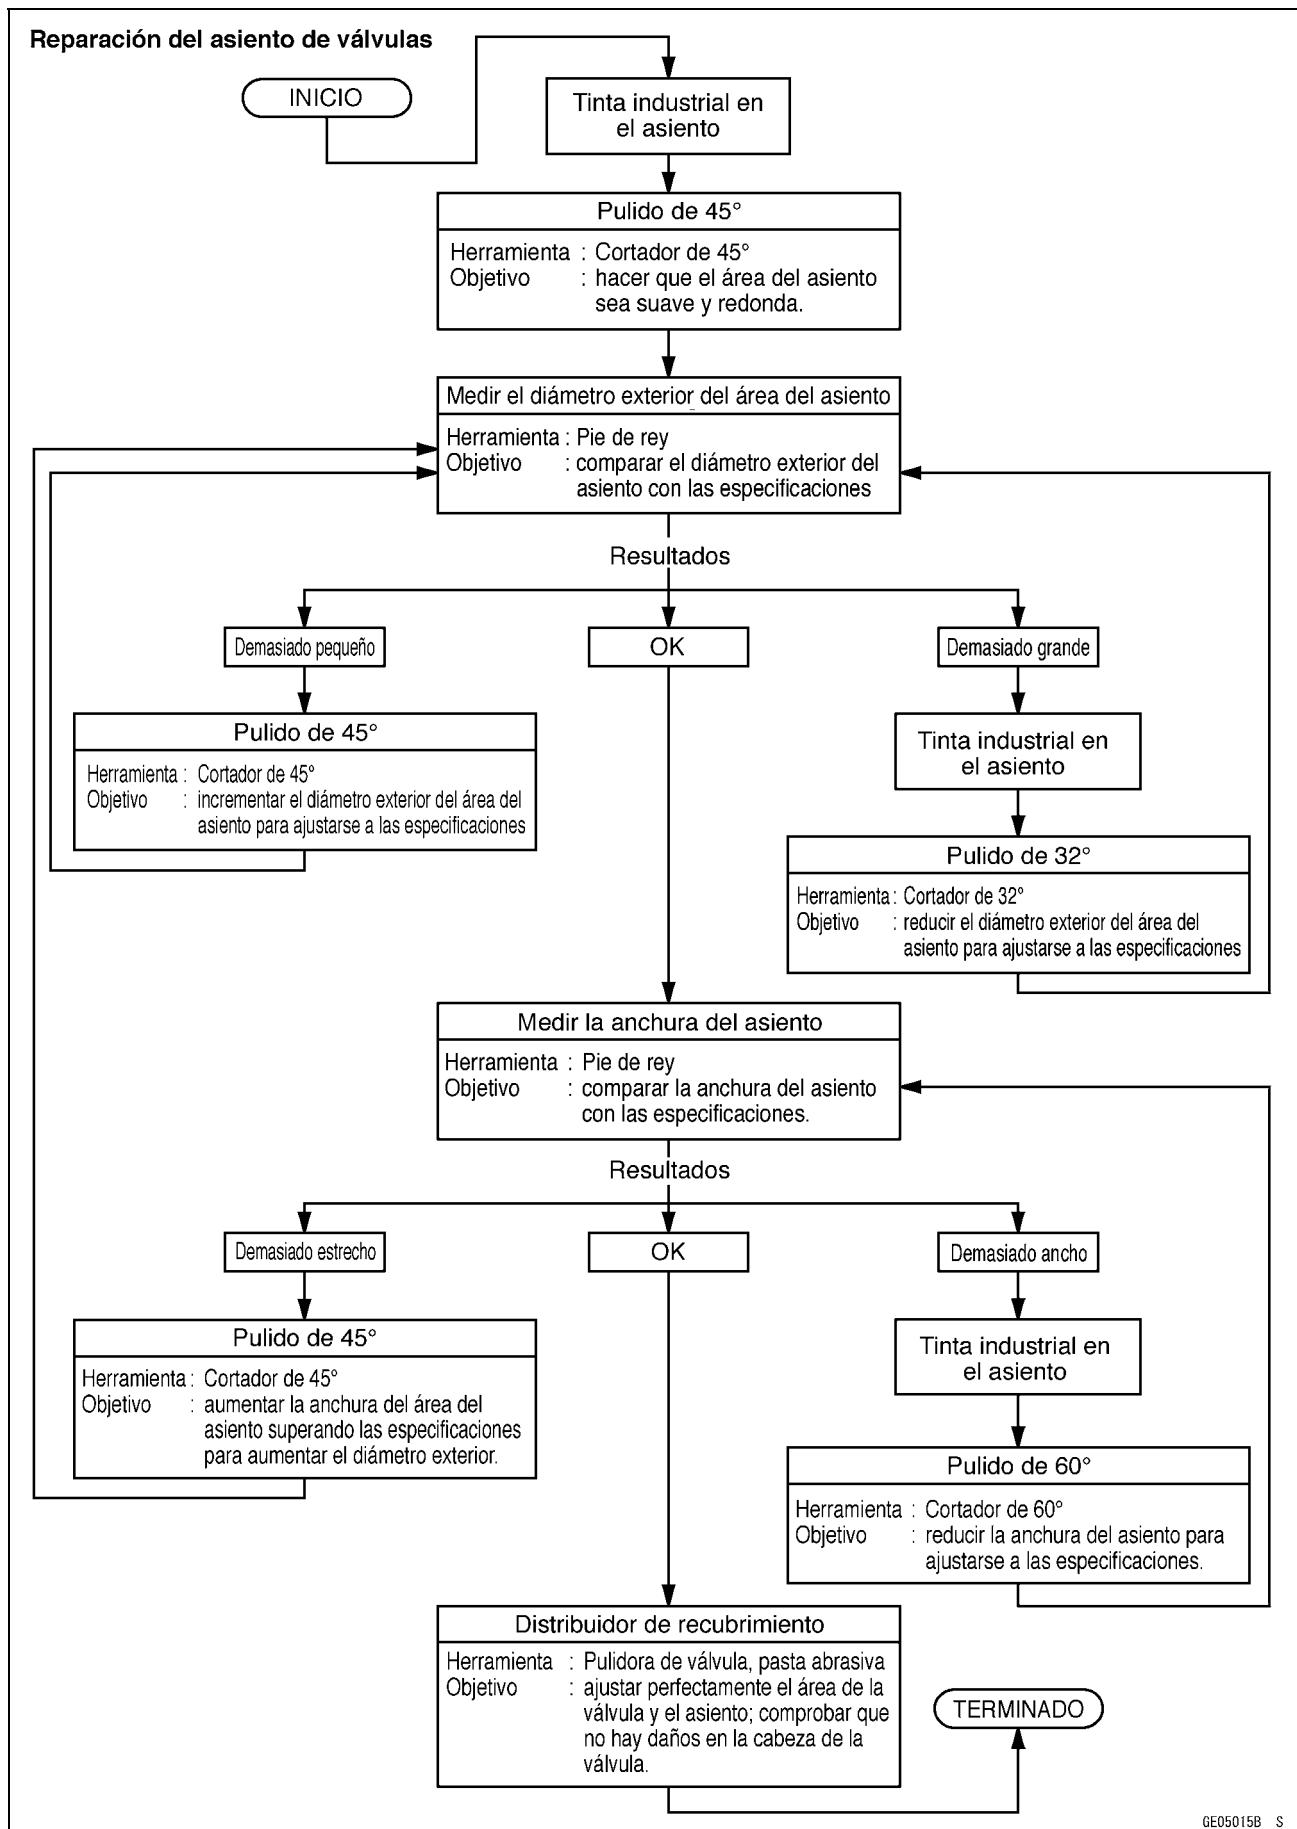 Reparación del asiento de válvulas
INICIO
Tinta industrial en
el asiento
Pulido de 45°
Herramienta : Cortador de 45°
Objetivo : hacer que el área del asiento
sea suave y redonda.
Medir el diámetro exterior del área del asiento
Herramienta : Pie de rey
Objetivo : comparar el diámetro exterior del
asiento con las especificaciones
Resultados
Demasiado pequeño
OK
Demasiado grande
Pulido de 45°
Herramienta : Cortador de 45°
Objetivo : incrementar el diámetro exterior del área del
asiento para ajustarse a las especificaciones
Tinta industrial en
el asiento
Pulido de 32°
Herramienta : Cortador de 32°
Objetivo : reducir el diámetro exterior del área del
asiento para ajustarse a las especificaciones
Medir la anchura del asiento
Herramienta : Pie de rey
Objetivo : comparar la anchura del asiento
con las especificaciones.
Resultados
Demasiado estrecho
OK
Demasiado ancho
Pulido de 45°
Herramienta : Cortador de 45°
Objetivo : aumentar la anchura del área del
asiento superando las especificaciones
para aumentar el diámetro exterior.
Tinta industrial en
el asiento
Pulido de 60°
Herramienta : Cortador de 60°
Objetivo : reducir la anchura del asiento para
ajustarse a las especificaciones.
Distribuidor de recubrimiento
Herramienta : Pulidora de válvula, pasta abrasiva
Objetivo : ajustar perfectamente el área de la
válvula y el asiento; comprobar que
no hay daños en la cabeza de la
válvula.
TERMINADO
GE05015B S